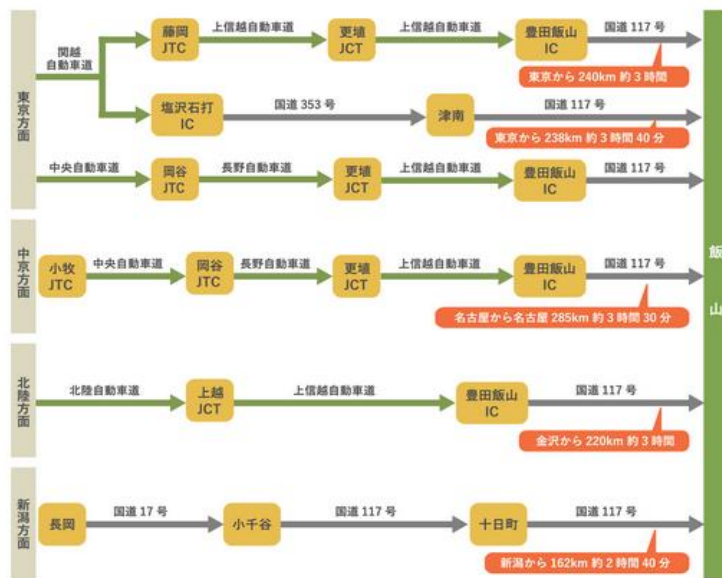 東京方面
関越
自動車道
藤岡
JTC
上信越自動車道
更埴
JCT
上信越自動車道
豊田飯山
IC
国道 117 号
東京から 240km 約 3 時間
塩沢石打
IC
国道 353 号
津南
国道 117 号
東京から 238km 約 3 時間 40 分
中央自動車道
岡谷
JTC
長野自動車道
更埴
JCT
上信越自動車道
豊田飯山
IC
国道 117 号
中京方面
小牧
JTC
中央自動車道
岡谷
JTC
長野自動車道
更埴
JCT
上信越自動車道
豊田飯山
IC
国道 117 号
名古屋から名古屋 285km 約 3 時間 30 分
北陸方面
北陸自動車道
上越
JCT
上信越自動車道
豊田飯山
IC
国道 117 号
金沢から 220km 約 3 時間
新潟方面
長岡
国道 17 号
小千谷
国道 117 号
十日町
国道 117 号
新潟から 162km 約 2 時間 40 分
飯山